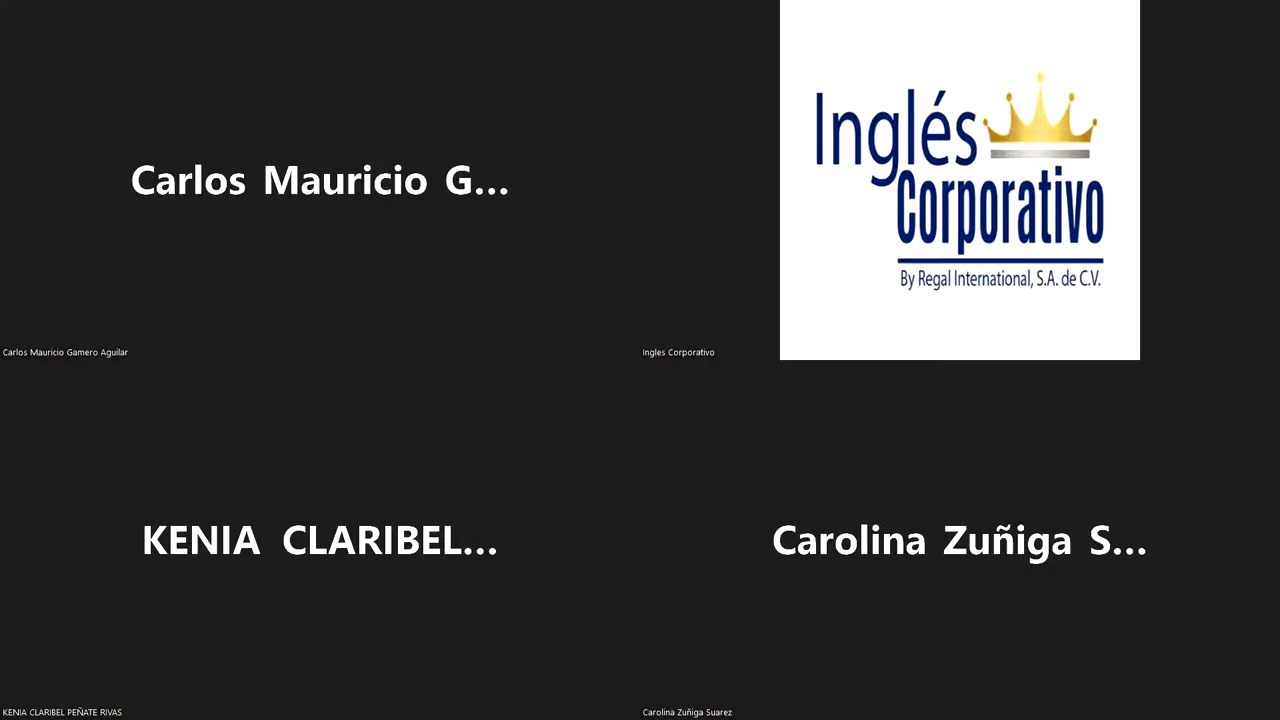 Carlos Mauricio G...
Carlos Mauricio Gamero Aguilar
Inglés
Corporativo
By Regal International, S.A. de C.V.
Ingles Corporativo
KENIA CLARIBEL...
KENIA CLARIBEL PEÑATE RIVAS
Carolina Zuñiga S...
Carolina Zuñiga Suarez